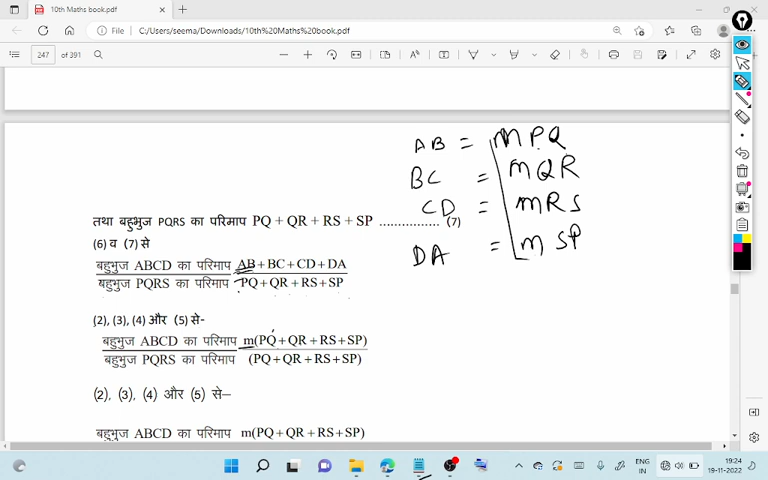 10th Maths book.pdf
File C:/Users/seema/Downloads/10th%20Maths%20book.pdf
247 of 391
AB = mPQ
BC = mQR
CD = mRS
DA = m SP
तथा बहुभुज PQRS का परिमाप PQ + QR + RS + SP ............... (7)
(6) व (7) से
बहुभुज ABCD का परिमाप AB + BC + CD + DA
बहुभुज PQRS का परिमाप PQ + QR + RS + SP
(2), (3), (4) और (5) से-
बहुभुज ABCD का परिमाप m(PQ + QR + RS + SP)
बहुभुज PQRS का परिमाप (PQ + QR + RS + SP)
(2), (3), (4) और (5) से–
बहुभुज ABCD का परिमाप m(PQ + QR + RS + SP)
ENG 19:24
IN 19-11-2022